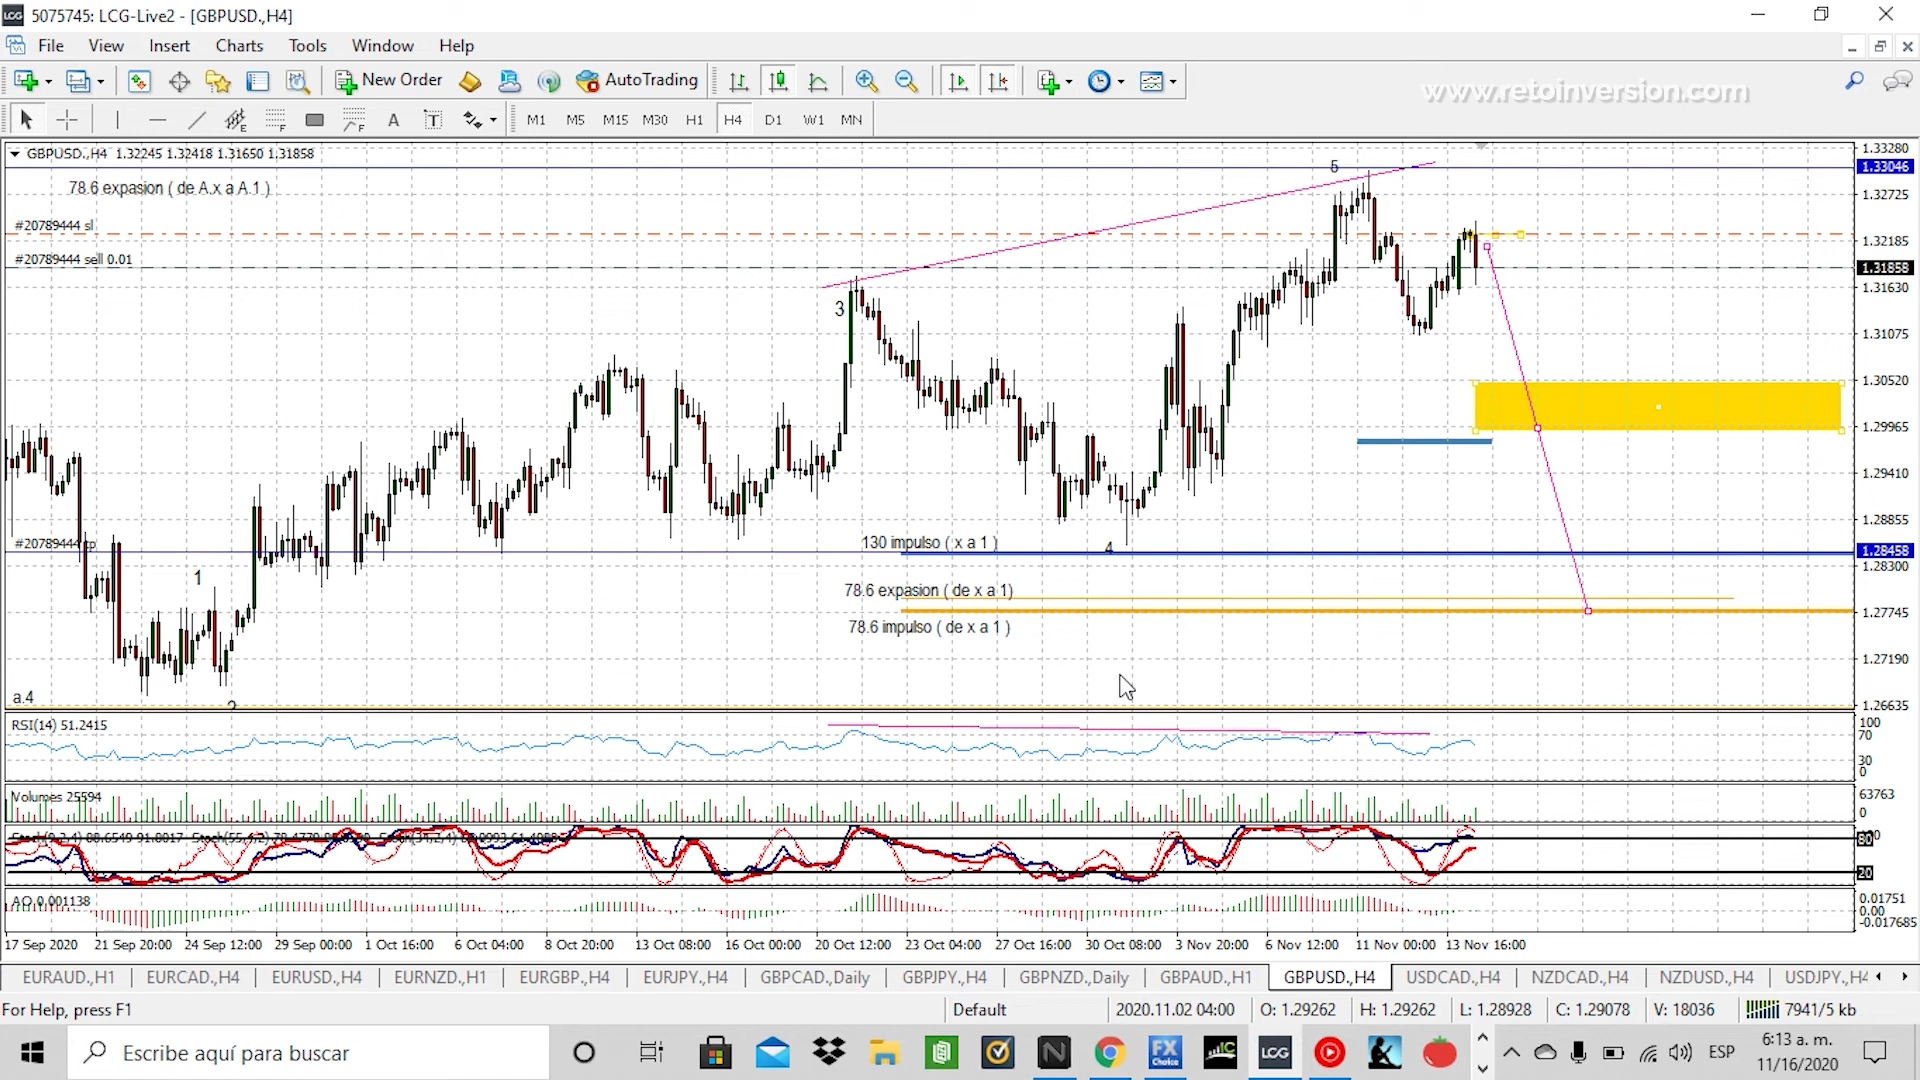 5075745: LCG-Live2 - [GBPUSD.,H4]
File View Insert Charts Tools Window Help
New Order AutoTrading
www.retoinversion.com
M1 M5 M15 M30 H1 H4 D1 W1 MN
GBPUSD.,H4 1.32245 1.32418 1.31650 1.31858
78.6 expasion ( de A.x a A.1 )
#20789444 sl
#20789444 sell 0.01
#20789444 tp
1
2
3
4
5
130 impulso ( x a 1 )
78.6 expasion ( de x a 1)
78.6 impulso ( de x a 1 )
a.4
1.33280
1.33046
1.32725
1.32185
1.31858
1.31630
1.31075
1.30520
1.29965
1.29410
1.28855
1.28458
1.28300
1.27745
1.27190
1.26635
RSI(14) 51.2415
100
70
30
0
Volumes 25594
63763
0
80
20
AO 0.001138
0.01751
0.00
-0.017685
17 Sep 2020 21 Sep 20:00 24 Sep 12:00 29 Sep 00:00 1 Oct 16:00 6 Oct 04:00 8 Oct 20:00 13 Oct 08:00 16 Oct 00:00 20 Oct 12:00 23 Oct 04:00 27 Oct 16:00 30 Oct 08:00 3 Nov 20:00 6 Nov 12:00 11 Nov 00:00 13 Nov 16:00
EURAUD.,H1 EURCAD.,H4 EURUSD.,H4 EURNZD.,H1 EURGBP.,H4 EURJPY.,H4 GBPCAD.,Daily GBPJPY.,H4 GBPNZD.,Daily GBPAUD.,H1 GBPUSD.,H4 USDCAD.,H4 NZDCAD.,H4 NZDUSD.,H4 USDJPY.,H4
For Help, press F1 Default 2020.11.02 04:00 O: 1.29262 H: 1.29262 L: 1.28928 C: 1.29078 V: 18036 7941/5 kb
Escribe aquí para buscar
FX Choice
IC
LCG
ESP
6:13 a. m.
11/16/2020